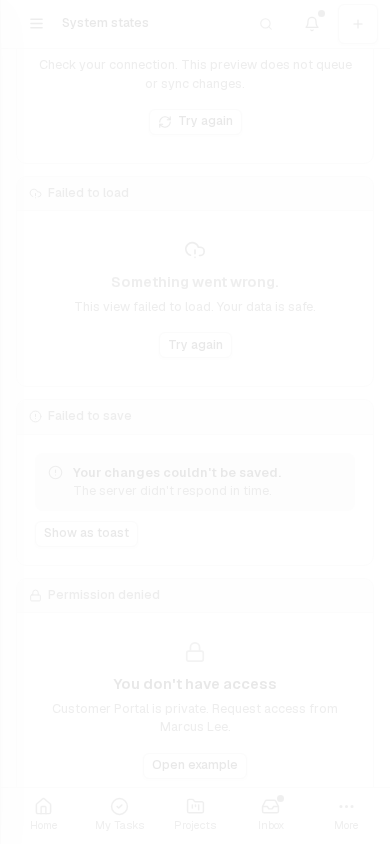 System states
Check your connection. This preview does not queue
or sync changes.
Try again
Failed to load
Something went wrong.
This view failed to load. Your data is safe.
Try again
Failed to save
Your changes couldn't be saved.
The server didn't respond in time.
Show as toast
Permission denied
You don't have access
Customer Portal is private. Request access from
Marcus Lee.
Open example
Home
My Tasks
Projects
Inbox
More